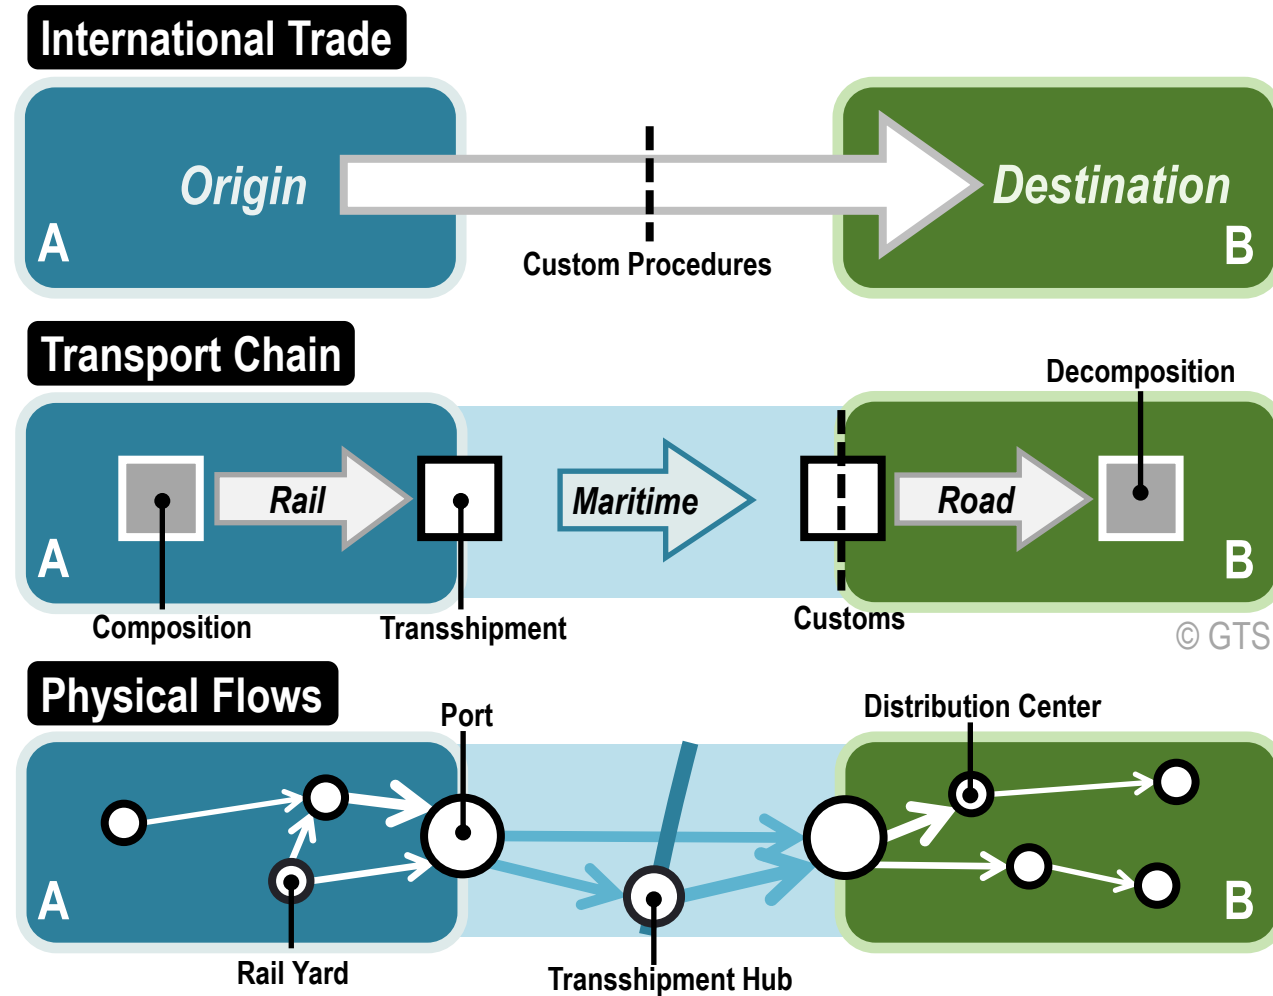 International Trade
Origin
Destination
A
B
Custom Procedures
Transport Chain
Decomposition
Rail
Maritime
Road
A
B
Composition
Transshipment
Customs
© GTS
Physical Flows
Port
Distribution Center
A
B
Rail Yard
Transshipment Hub